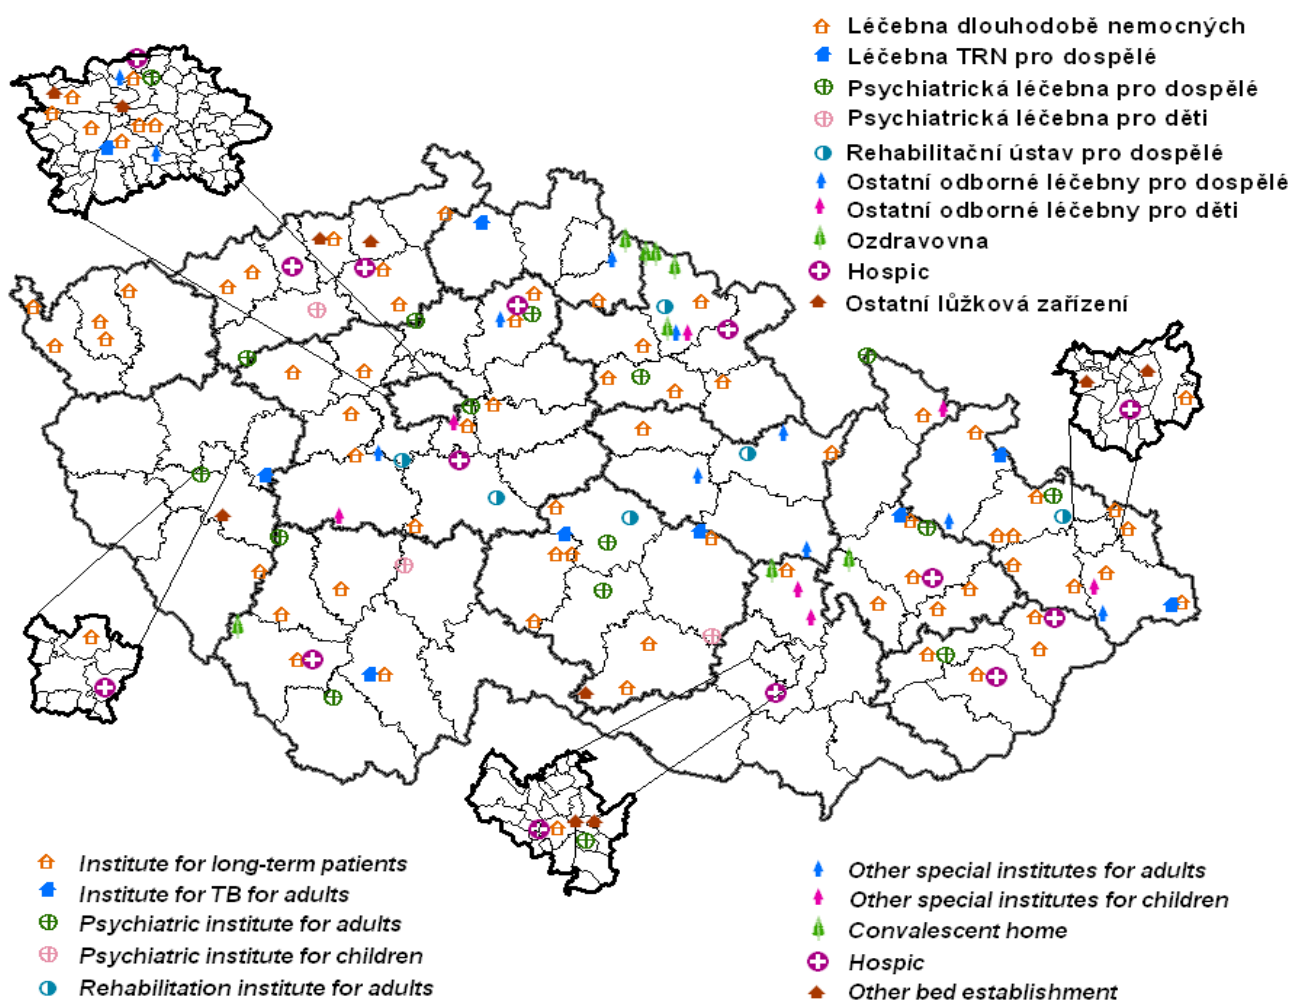 Léčebna dlouhodobě nemocných
Léčebna TRN pro dospělé
Psychiatrická léčebna pro dospělé
Psychiatrická léčebna pro děti
Rehabilitační ústav pro dospělé
Ostatní odborné léčebny pro dospělé
Ostatní odborné léčebny pro děti
Ozdravovna
Hospic
Ostatní lůžková zařízení
Institute for long-term patients
Institute for TB for adults
Psychiatric institute for adults
Psychiatric institute for children
Rehabilitation institute for adults
Other special institutes for adults
Other special institutes for children
Convalescent home
Hospic
Other bed establishment